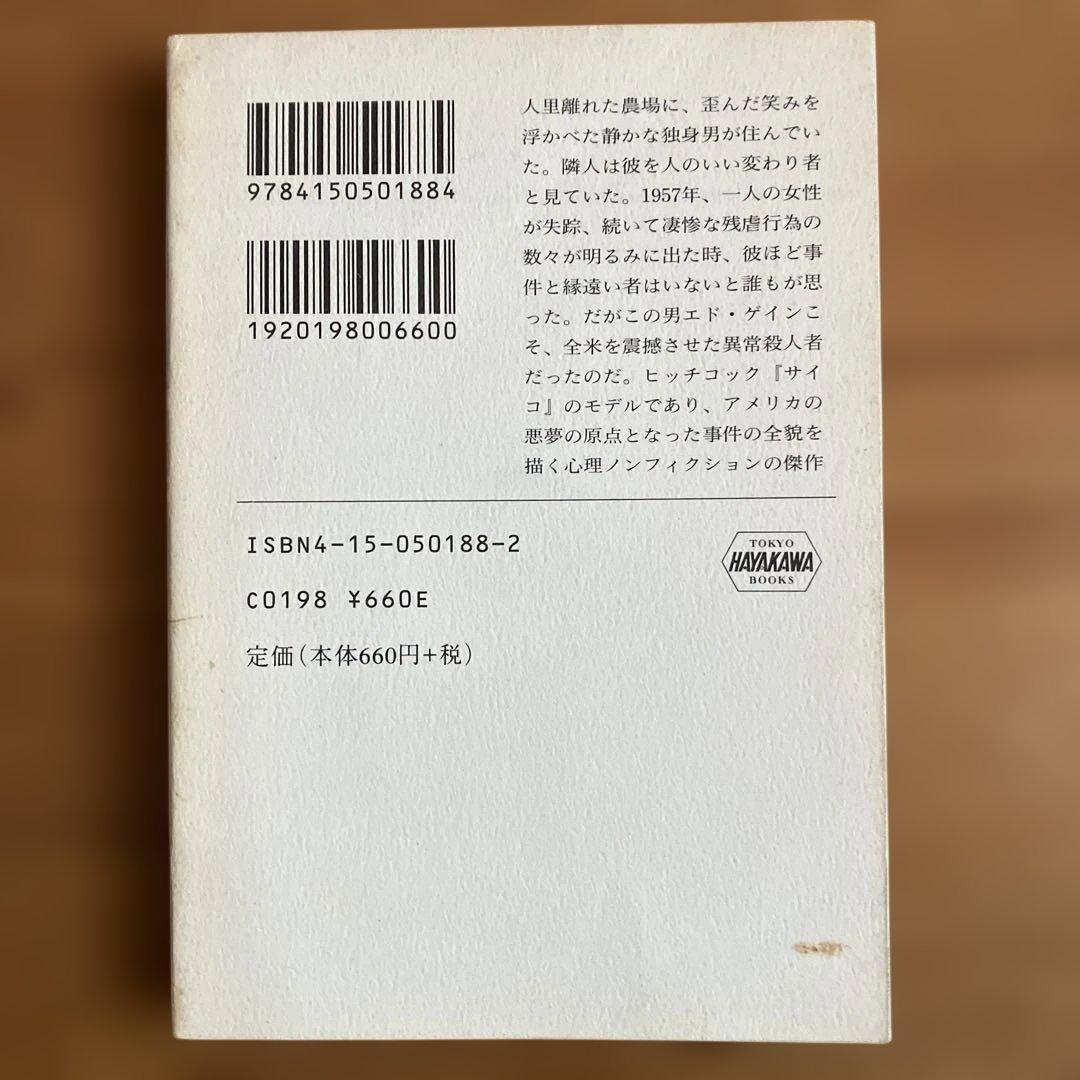 9784150501884
1920198006600
人里離れた農場に、歪んだ笑みを
浮かべた静かな独身男が住んでい
た。隣人は彼を人のいい変わり者
と見ていた。1957年、一人の女性
が失踪、続いて凄惨な残虐行為の
数々が明るみに出た時、彼ほど事
件と縁遠い者はいないと誰もが思
った。だがこの男エド・ゲインこ
そ、全米を震撼させた異常殺人者
だったのだ。ヒッチコック『サイ
コ』のモデルであり、アメリカの
悪夢の原点となった事件の全貌を
描く心理ノンフィクションの傑作
ISBN4-15-050188-2
C0198 ¥660E
定価(本体660円+税)
TOKYO
HAYAKAWA
BOOKS